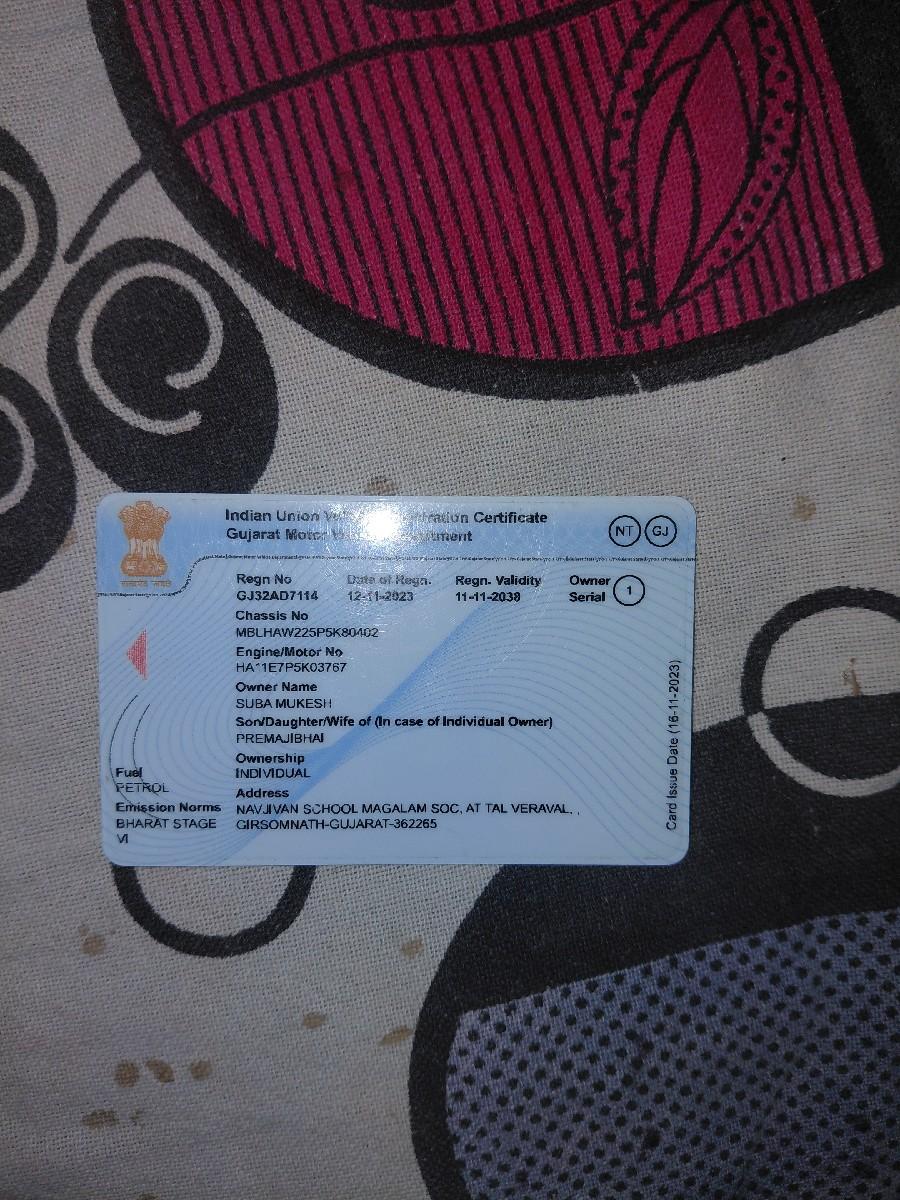 Indian Union Certificate
Gujarat Motor
NT GJ
Regn No Date of Regn. Regn. Validity Owner Serial 1
GJ32AD7114 12-11-2023 11-11-2038
Chassis No
MBLHAW225P5K80402
Engine/Motor No
HA11E7P5K03767
Owner Name
SUBA MUKESH
Son/Daughter/Wife of (In case of Individual Owner)
PREMAJIBHAI
Ownership
INDIVIDUAL
Address
NAVJIVAN SCHOOL MAGALAM SOC, AT TAL VERAVAL, ,
GIRSOMNATH-GUJARAT-362265
Fuel
PETROL
Emission Norms
BHARAT STAGE
VI
Card Issue Date (16-11-2023)